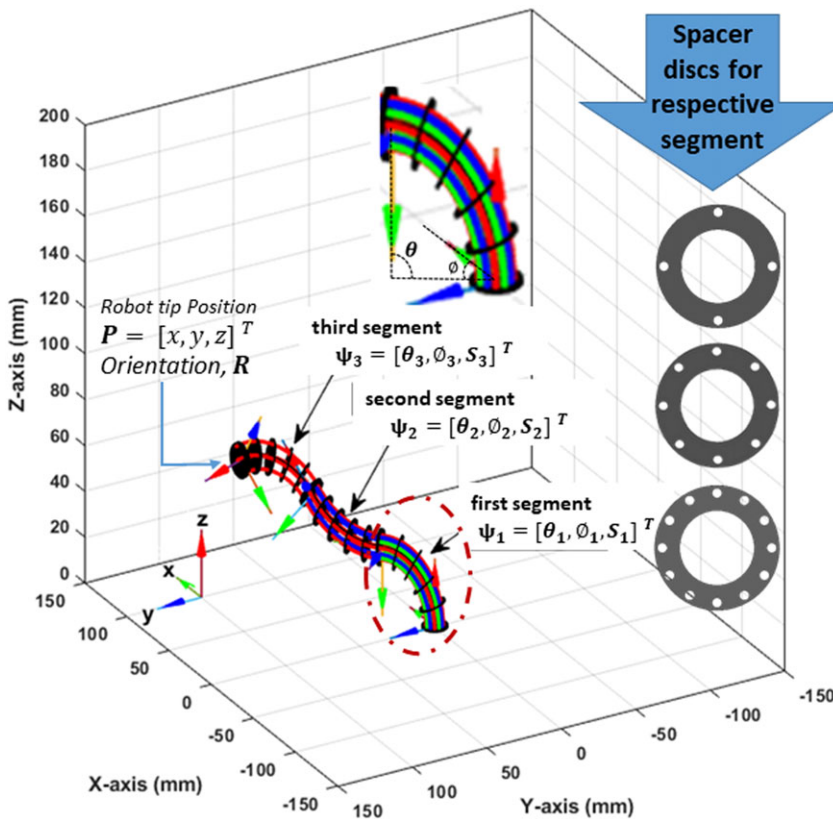 Spacer
discs for
respective
segment
200
180
160
140
120
100
80
60
40
20
0
Z-axis (mm)
θ
ø
Robot tip Position
P = [x, y, z] T
Orientation, R
third segment
Ψ3 = [θ3, ∅3, S3] T
second segment
Ψ2 = [θ2, ∅2, S2] T
first segment
Ψ1 = [θ1, ∅1, S1] T
z
x
y
150
100
50
0
-50
-100
-150
X-axis (mm)
150
100
50
0
-50
-100
-150
Y-axis (mm)